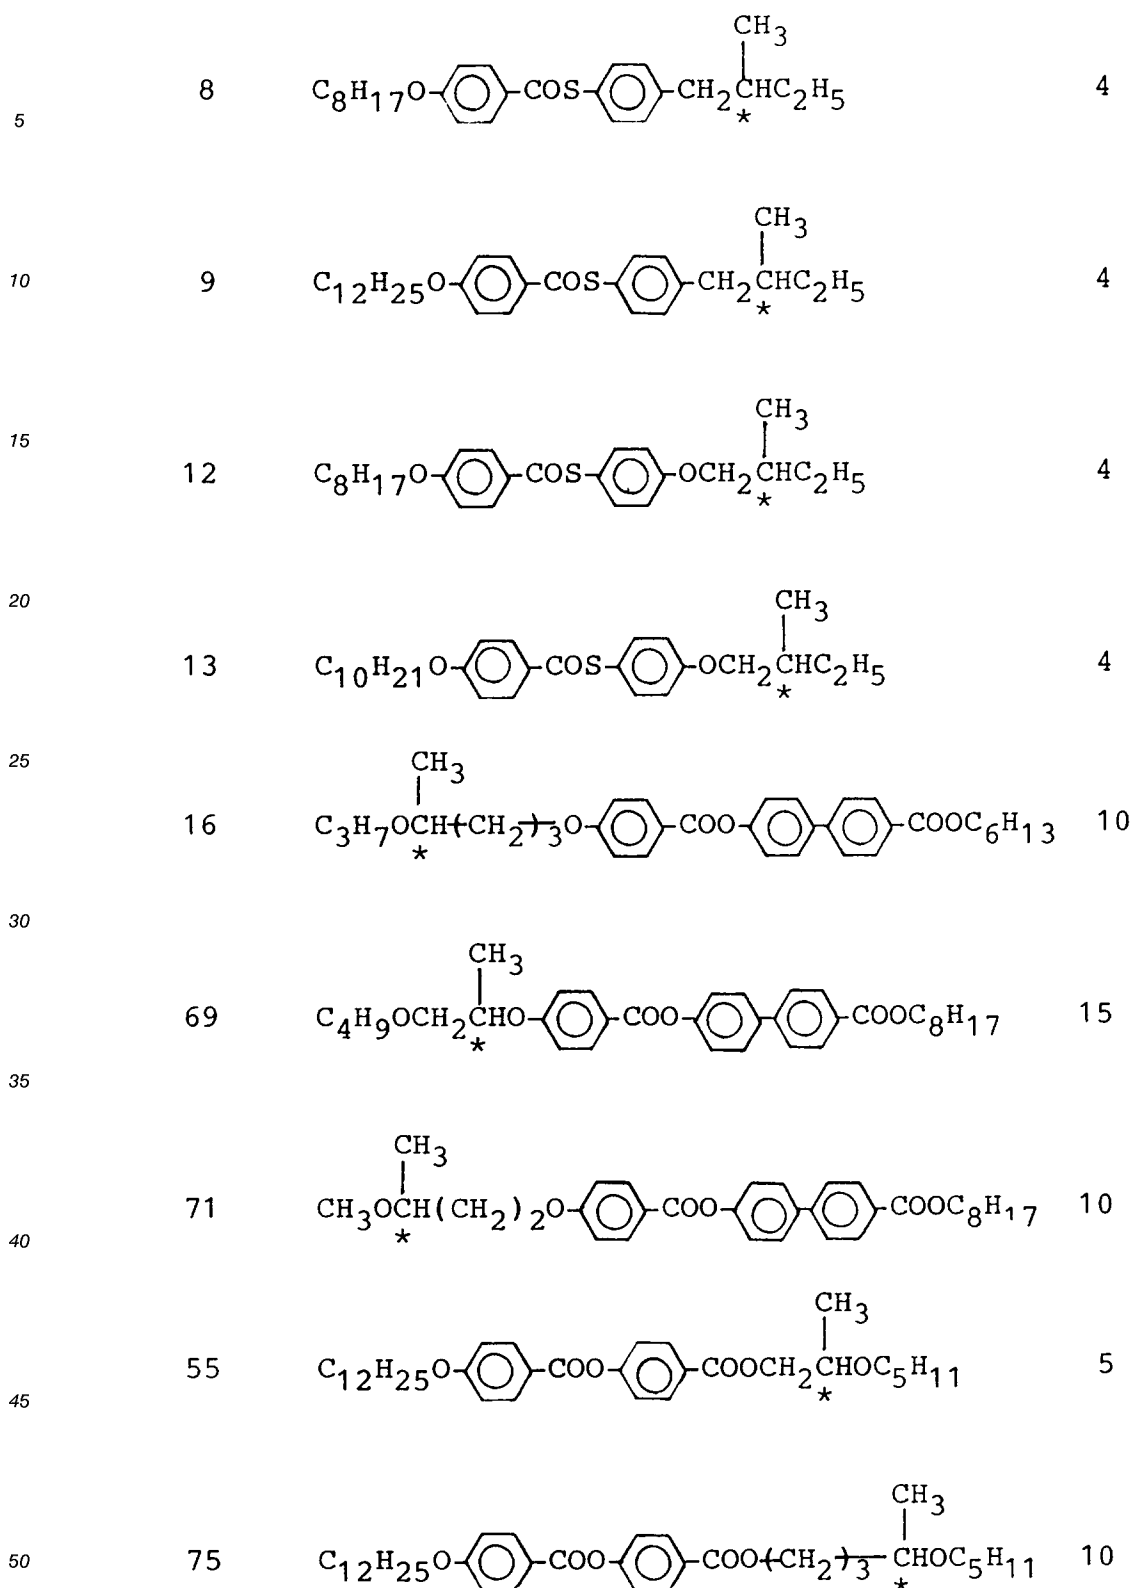 CH3
8 C8H17O COS CH2CHC2H5 4
*
5
CH3
10 9 C12H25O COS CH2CHC2H5 4
*
CH3
15
12 C8H17O COS OCH2CHC2H5 4
*
20 CH3
13 C10H21O COS OCH2CHC2H5 4
*
25 CH3
16 C3H7OCH(CH2)3O COO COOC6H13 10
*
30
CH3
69 C4H9OCH2CHO COO COOC8H17 15
*
35
CH3
71 CH3OCH(CH2)2O COO COOC8H17 10
*
40
CH3
55 C12H25O COO COOCH2CHOC5H11 5
*
45
CH3
50 75 C12H25O COO COO(CH2)3 CHOC5H11 10
*